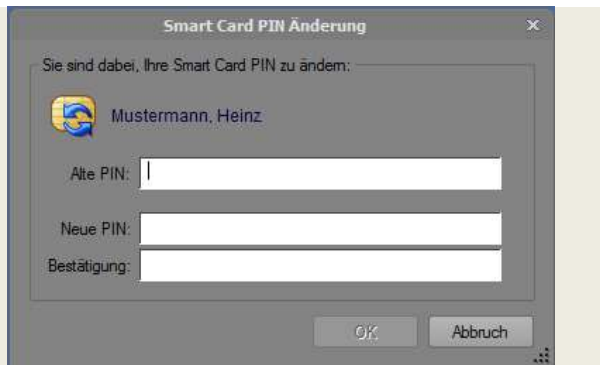 Smart Card PIN Änderung
Sie sind dabei, Ihre Smart Card PIN zu ändern:
Mustermann, Heinz
Alte PIN:
Neue PIN:
Bestätigung:
OK Abbruch